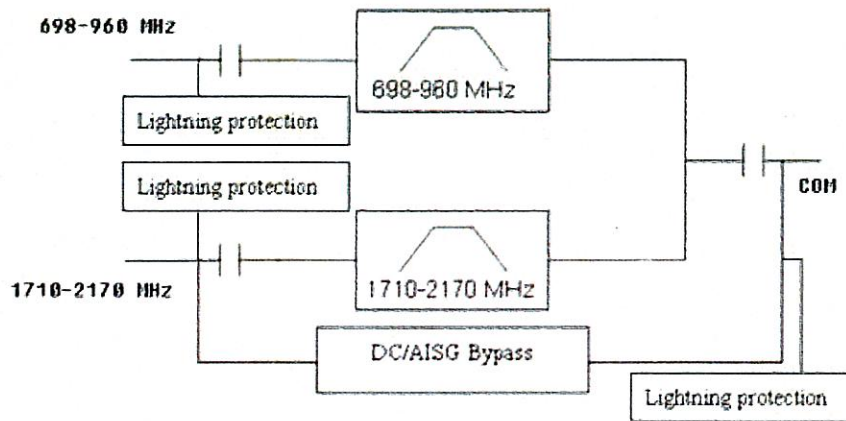 698-960 MHz
698-960 MHz
Lightning protection
Lightning protection
COM
1710-2170 MHz
1710-2170 MHz
DC/AISG Bypass
Lightning protection